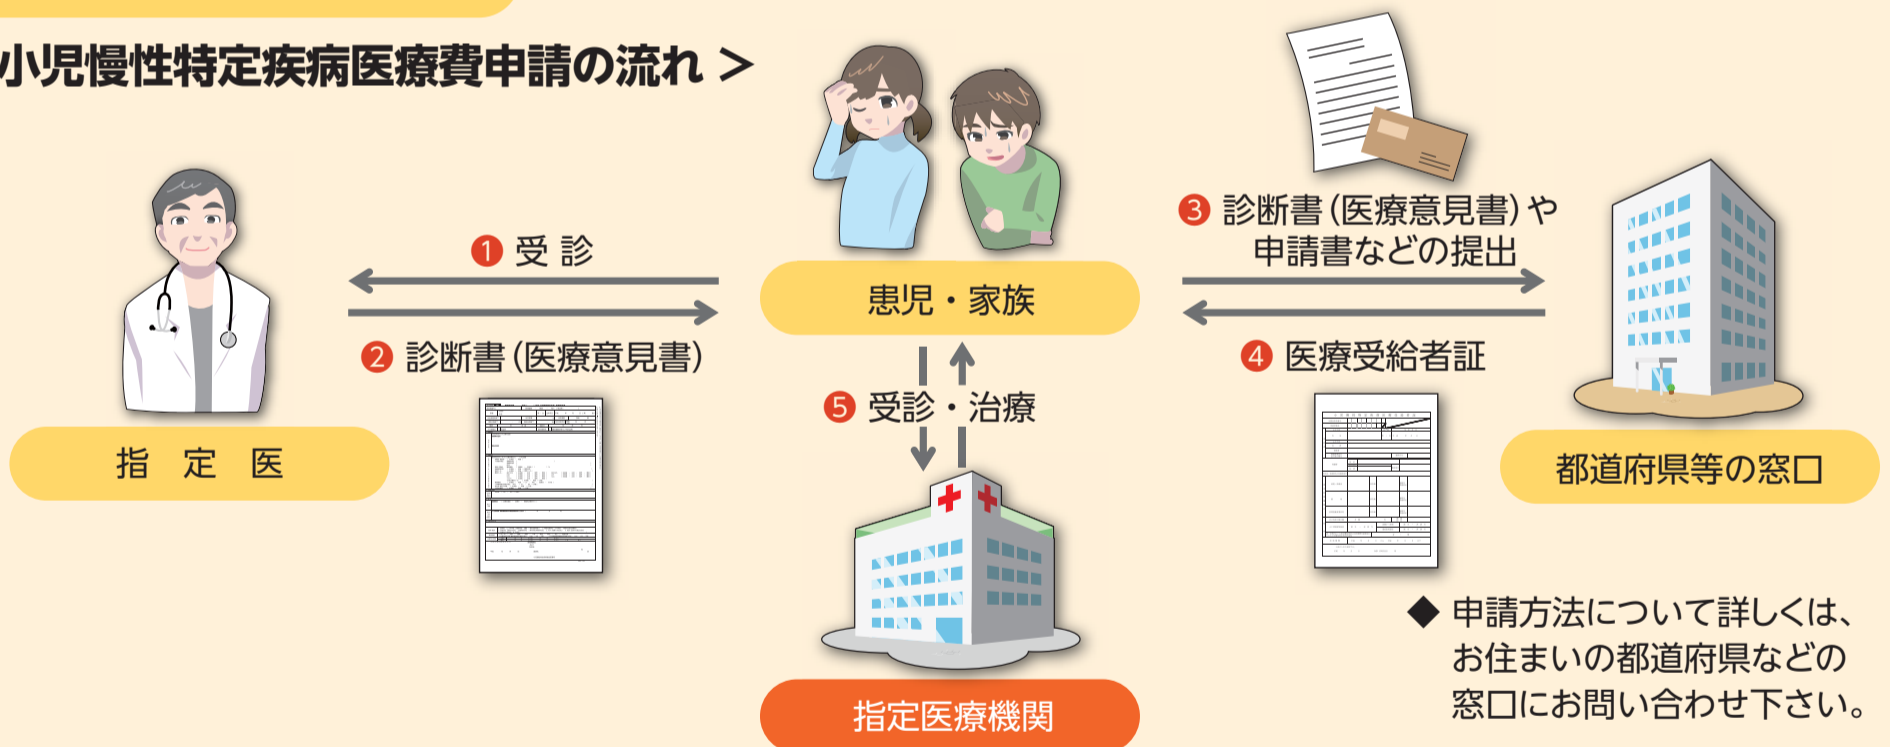 小児慢性特定疾病医療費申請の流れ >
❶ 受 診
❷ 診断書(医療意見書)
指 定 医
患児・家族
❸ 診断書(医療意見書)や
申請書などの提出
❹ 医療受給者証
都道府県等の窓口
❺ 受診・治療
指定医療機関
◆ 申請方法について詳しくは、
お住まいの都道府県などの
窓口にお問い合わせ下さい。